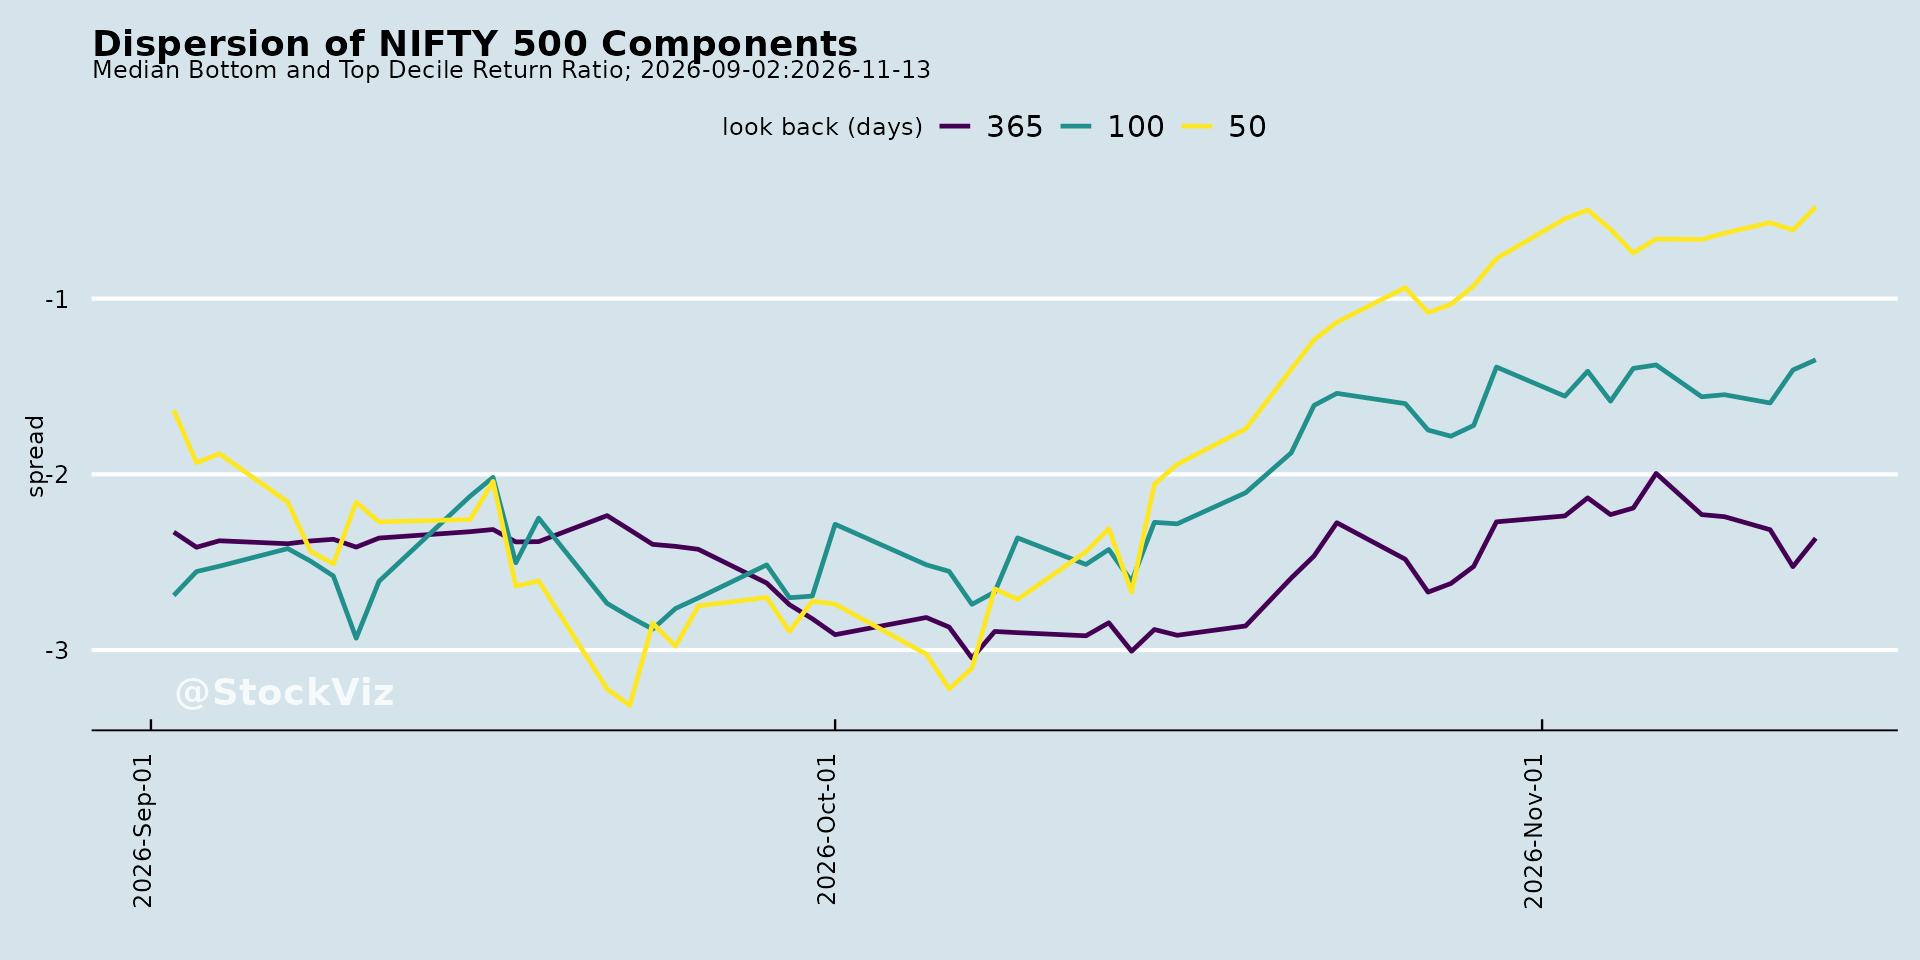 Dispersion of NIFTY 500 Components
Median Bottom and Top Decile Return Ratio; 2026-09-02:2026-11-13
look back (days) 365 100 50
-1
-2
-3
spread
@StockViz
2026-Sep-01
2026-Oct-01
2026-Nov-01